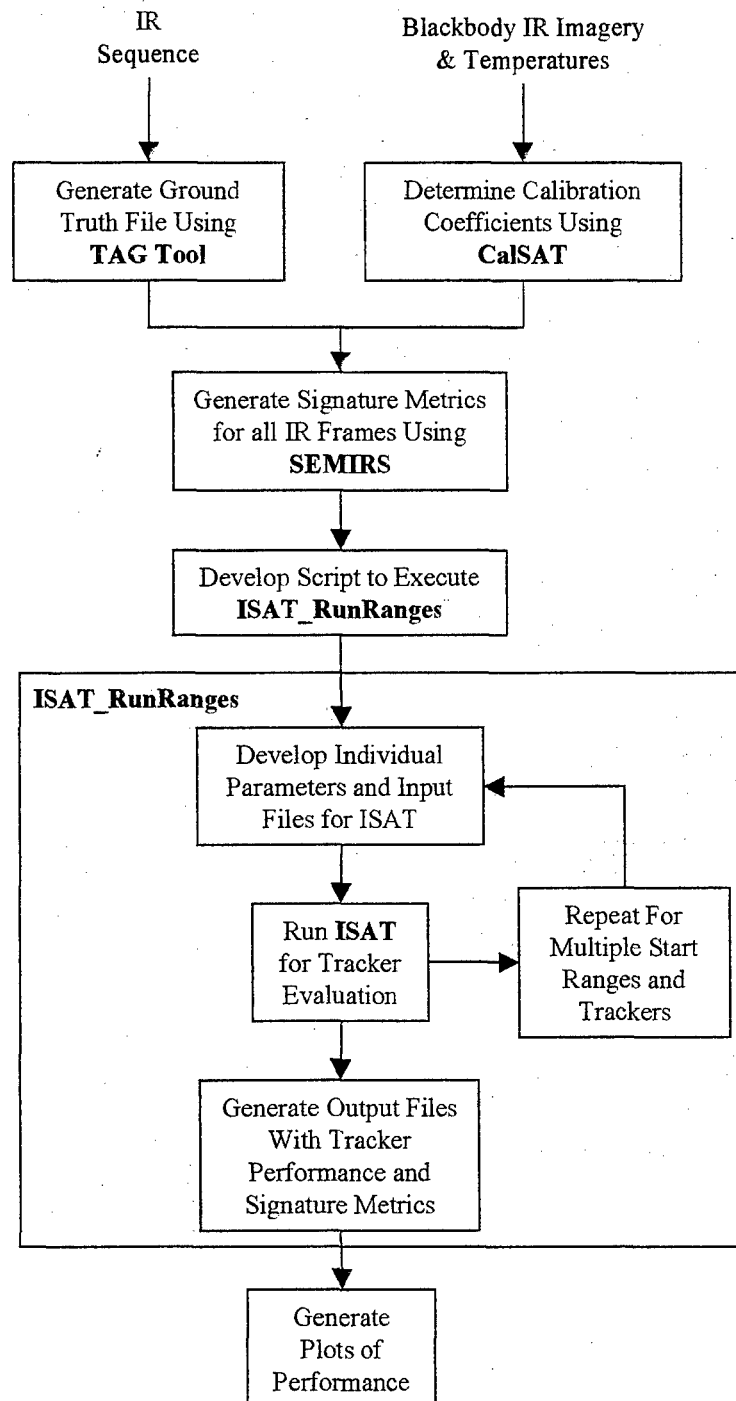 IR
Sequence
Blackbody IR Imagery
& Temperatures
Generate Ground
Truth File Using
TAG Tool
Determine Calibration
Coefficients Using
CalSAT
Generate Signature Metrics
for all IR Frames Using
SEMIRS
Develop Script to Execute
ISAT_RunRanges
ISAT_RunRanges
Develop Individual
Parameters and Input
Files for ISAT
Run ISAT
for Tracker
Evaluation
Repeat For
Multiple Start
Ranges and
Trackers
Generate Output Files
With Tracker
Performance and
Signature Metrics
Generate
Plots of
Performance